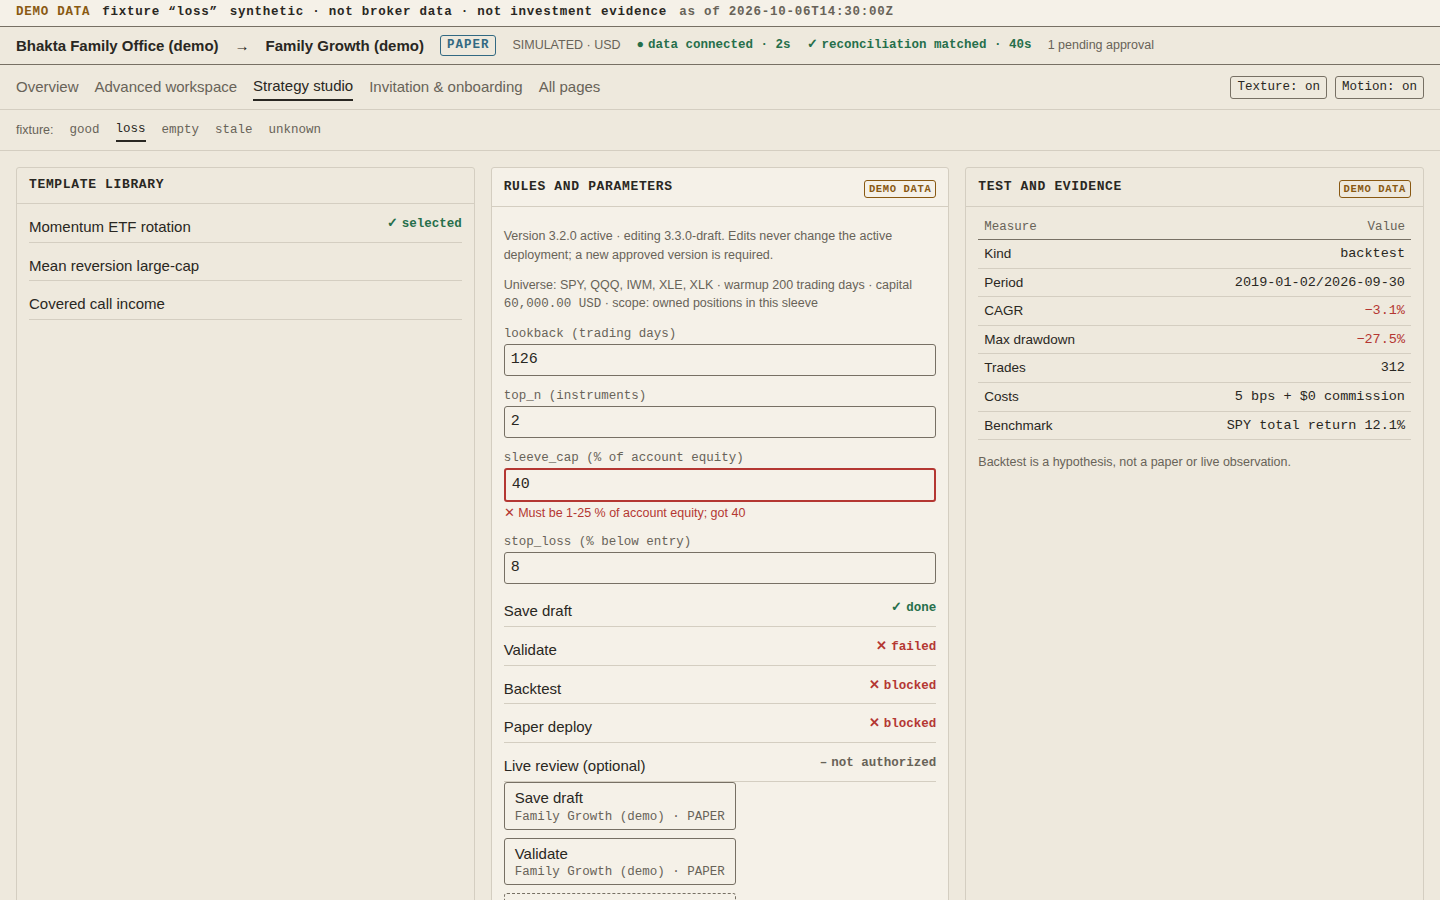 DEMO DATA fixture “loss” synthetic · not broker data · not investment evidence as of 2026-10-06T14:30:00Z
Bhakta Family Office (demo) → Family Growth (demo) PAPER SIMULATED · USD ● data connected · 2s ✓ reconciliation matched · 40s 1 pending approval
Overview Advanced workspace Strategy studio Invitation & onboarding All pages Texture: on Motion: on
fixture: good loss empty stale unknown
TEMPLATE LIBRARY
Momentum ETF rotation ✓ selected
Mean reversion large-cap
Covered call income
RULES AND PARAMETERS DEMO DATA
Version 3.2.0 active · editing 3.3.0-draft. Edits never change the active
deployment; a new approved version is required.
Universe: SPY, QQQ, IWM, XLE, XLK · warmup 200 trading days · capital
60,000.00 USD · scope: owned positions in this sleeve
lookback (trading days)
126
top_n (instruments)
2
sleeve_cap (% of account equity)
40
✕ Must be 1-25 % of account equity; got 40
stop_loss (% below entry)
8
Save draft ✓ done
Validate ✕ failed
Backtest ✕ blocked
Paper deploy ✕ blocked
Live review (optional) – not authorized
Save draft
Family Growth (demo) · PAPER
Validate
Family Growth (demo) · PAPER
TEST AND EVIDENCE DEMO DATA
Measure Value
Kind backtest
Period 2019-01-02/2026-09-30
CAGR −3.1%
Max drawdown −27.5%
Trades 312
Costs 5 bps + $0 commission
Benchmark SPY total return 12.1%
Backtest is a hypothesis, not a paper or live observation.